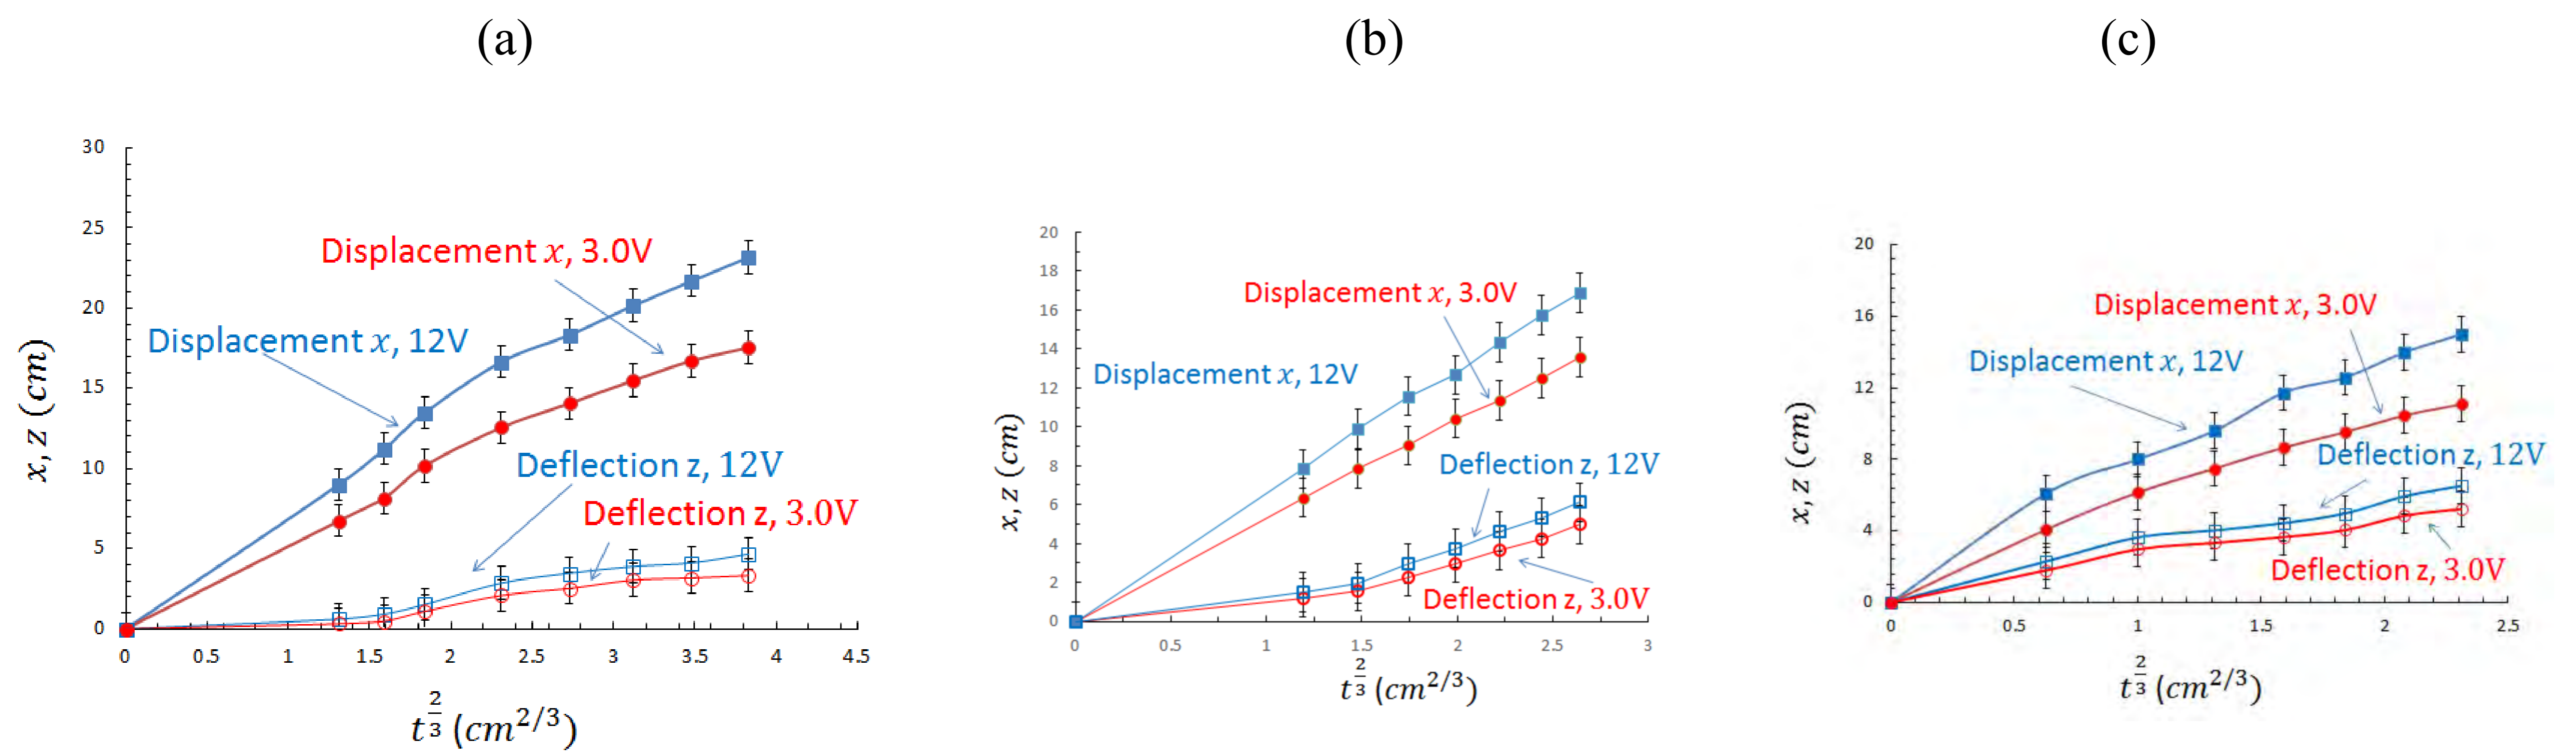 (a)
(b)
(c)
30
25
20
15
10
5
0
x, z (cm)
Displacement x, 3.0V
Displacement x, 12V
Deflection z, 12V
Deflection z, 3.0V
0 0.5 1 1.5 2 2.5 3 3.5 4 4.5
t^{2/3} (cm^{2/3})
20
18
16
14
12
10
8
6
4
2
0
x, z (cm)
Displacement x, 3.0V
Displacement x, 12V
Deflection z, 12V
Deflection z, 3.0V
0 0.5 1 1.5 2 2.5 3
t^{2/3} (cm^{2/3})
20
16
12
8
4
0
x, z (cm)
Displacement x, 3.0V
Displacement x, 12V
Deflection z, 12V
Deflection z, 3.0V
0 0.5 1 1.5 2 2.5
t^{2/3} (cm^{2/3})